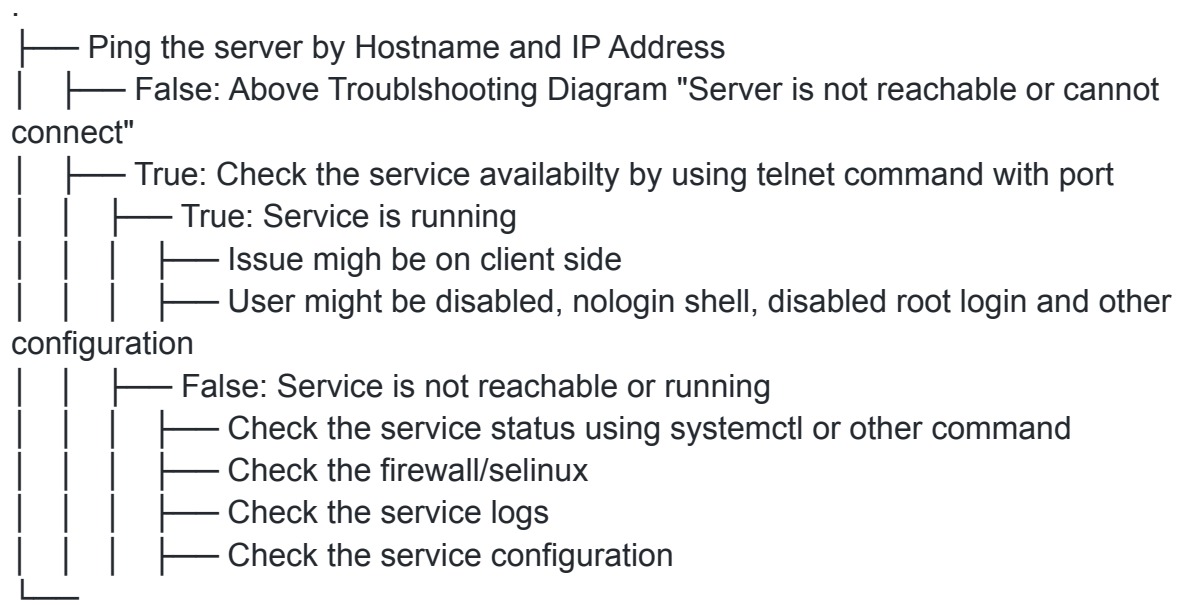 .
├── Ping the server by Hostname and IP Address
│ ├── False: Above Troublshooting Diagram "Server is not reachable or cannot
connect"
│ ├── True: Check the service availabilty by using telnet command with port
│ │ ├── True: Service is running
│ │ │ ├── Issue migh be on client side
│ │ │ ├── User might be disabled, nologin shell, disabled root login and other
configuration
│ │ ├── False: Service is not reachable or running
│ │ │ ├── Check the service status using systemctl or other command
│ │ │ ├── Check the firewall/selinux
│ │ │ ├── Check the service logs
│ │ │ ├── Check the service configuration
└──